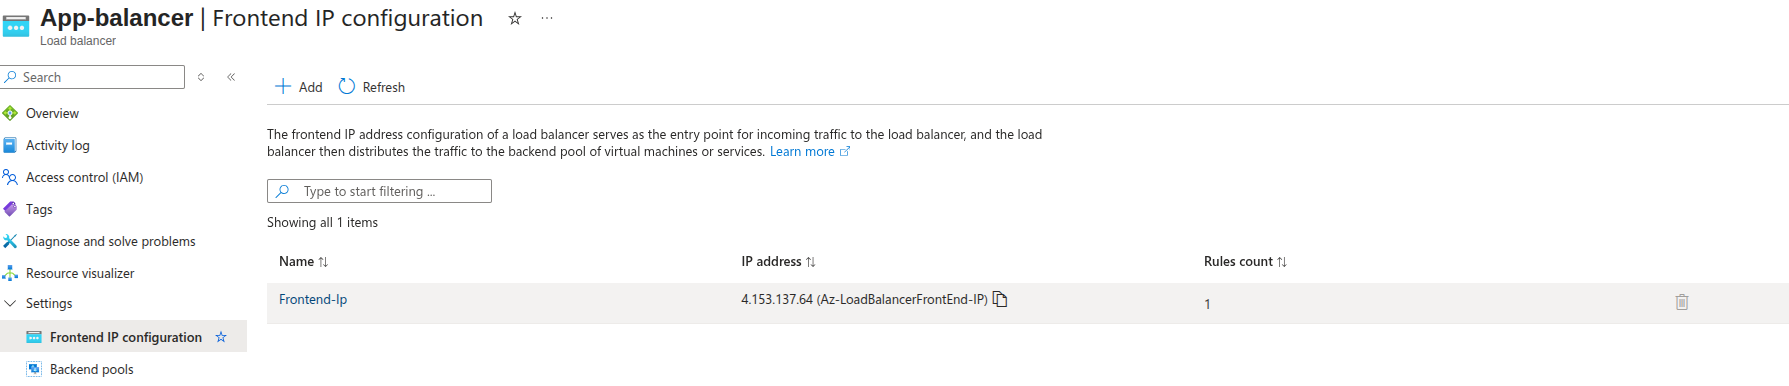 App-balancer | Frontend IP configuration
Load balancer
Search
Add
Refresh
Overview
Activity log
Access control (IAM)
Tags
Diagnose and solve problems
Resource visualizer
Settings
Frontend IP configuration
Backend pools
The frontend IP address configuration of a load balancer serves as the entry point for incoming traffic to the load balancer, and the load
balancer then distributes the traffic to the backend pool of virtual machines or services. Learn more
Type to start filtering ...
Showing all 1 items
Name IP address Rules count
Frontend-Ip 4.153.137.64 (Az-LoadBalancerFrontEnd-IP) 1